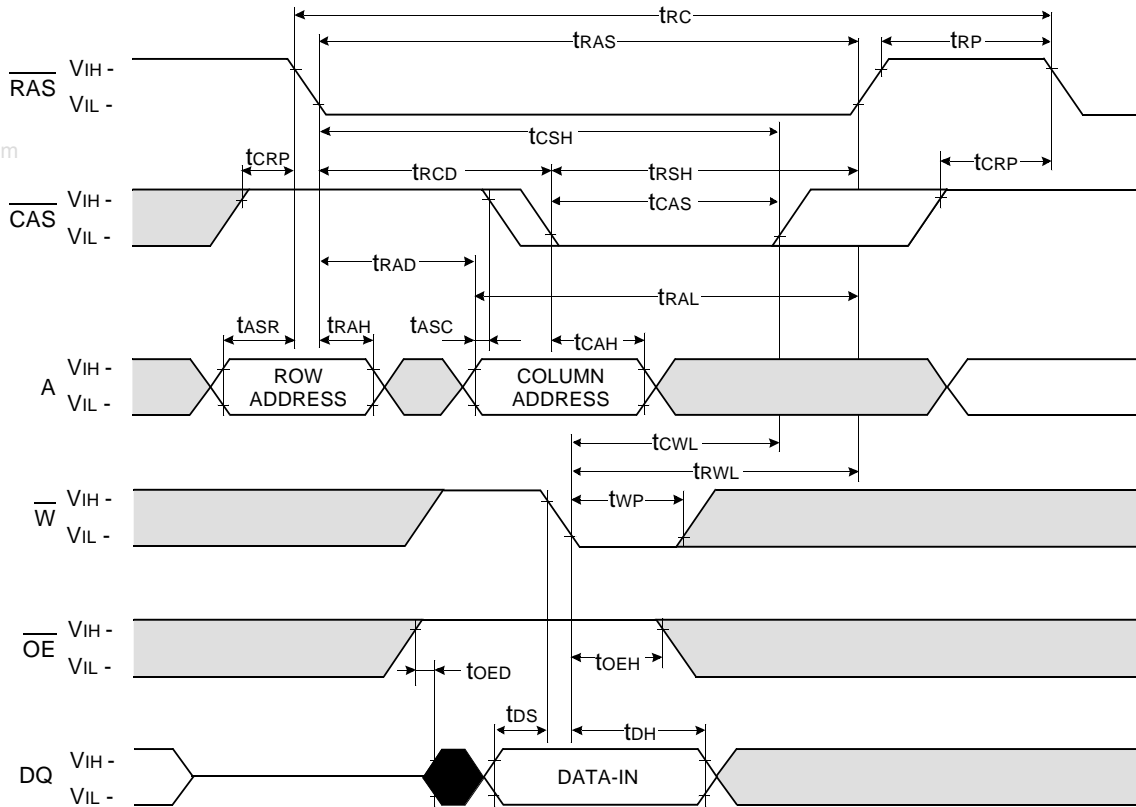 tRC
tRAS
tRP
RAS
VIH -
VIL -
tCSH
m
tCRP
tRCD
tRSH
tCRP
CAS
VIH -
VIL -
tCAS
tRAD
tRAL
tASR
tRAH
tASC
tCAH
A
VIH -
VIL -
ROW
ADDRESS
COLUMN
ADDRESS
tCWL
tRWL
W
VIH -
VIL -
tWP
OE
VIH -
VIL -
tOED
tOEH
tDS
tDH
DQ
VIH -
VIL -
DATA-IN